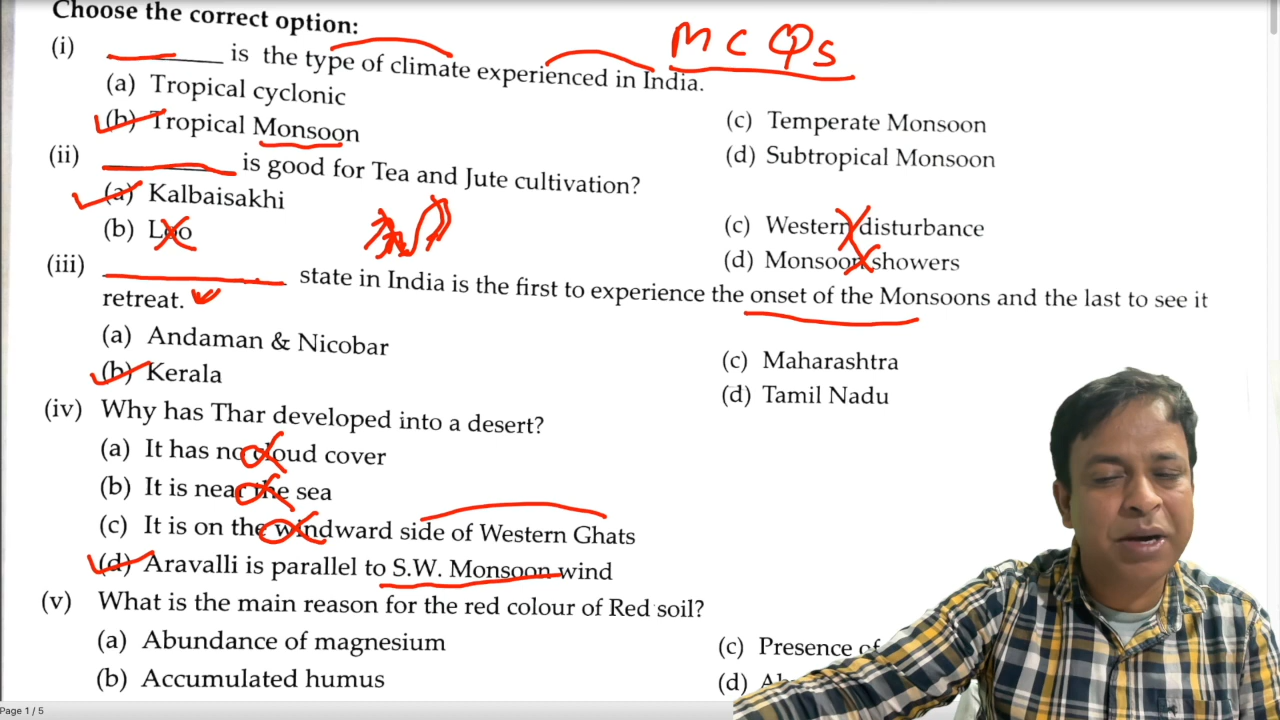 Choose the correct option:
MCQs
(i) ________ is the type of climate experienced in India.
(a) Tropical cyclonic
(b) Tropical Monsoon
(c) Temperate Monsoon
(d) Subtropical Monsoon
(ii) ________ is good for Tea and Jute cultivation?
(a) Kalbaisakhi
(b) Loo
(c) Western disturbance
(d) Monsoon showers
(iii) ________ state in India is the first to experience the onset of the Monsoons and the last to see it
retreat.
(a) Andaman & Nicobar
(b) Kerala
(c) Maharashtra
(d) Tamil Nadu
(iv) Why has Thar developed into a desert?
(a) It has no cloud cover
(b) It is near the sea
(c) It is on the windward side of Western Ghats
(d) Aravalli is parallel to S.W. Monsoon wind
(v) What is the main reason for the red colour of Red soil?
(a) Abundance of magnesium
(b) Accumulated humus
(c) Presence of
(d)
Page 1 / 5